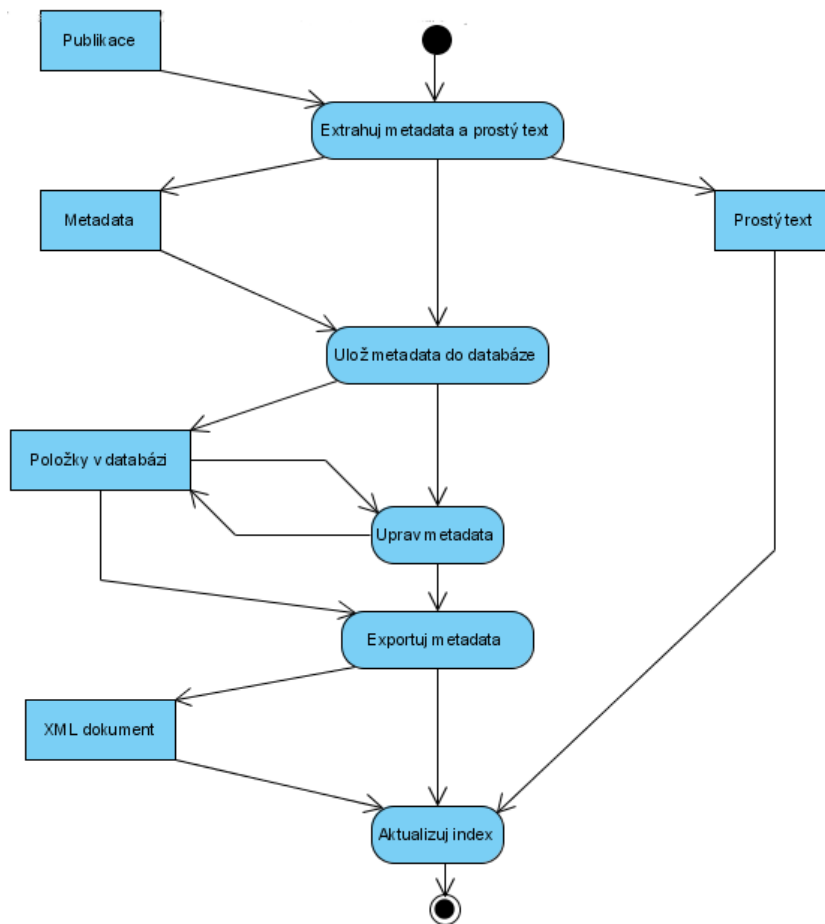 Publikace
Extrahuj metadata a prostý text
Metadata
Prostý text
Ulož metadata do databáze
Položky v databázi
Uprav metadata
Exportuj metadata
XML dokument
Aktualizuj index